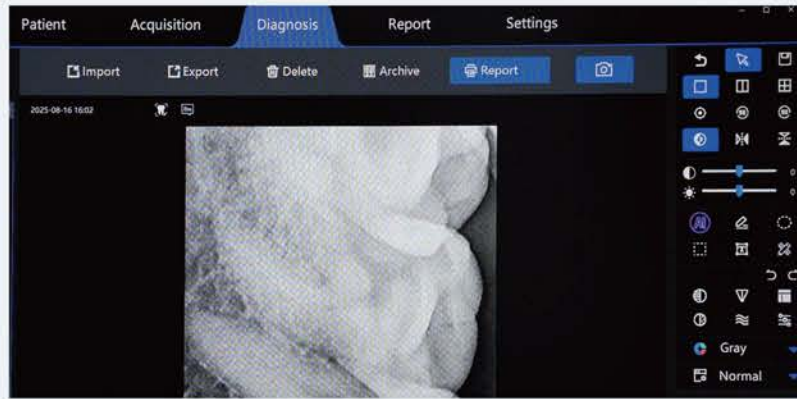 Patient Acquisition Diagnosis Report Settings
Import Export Delete Archive Report
2025-08-16 16:02
0
0
AI
Gray
Normal